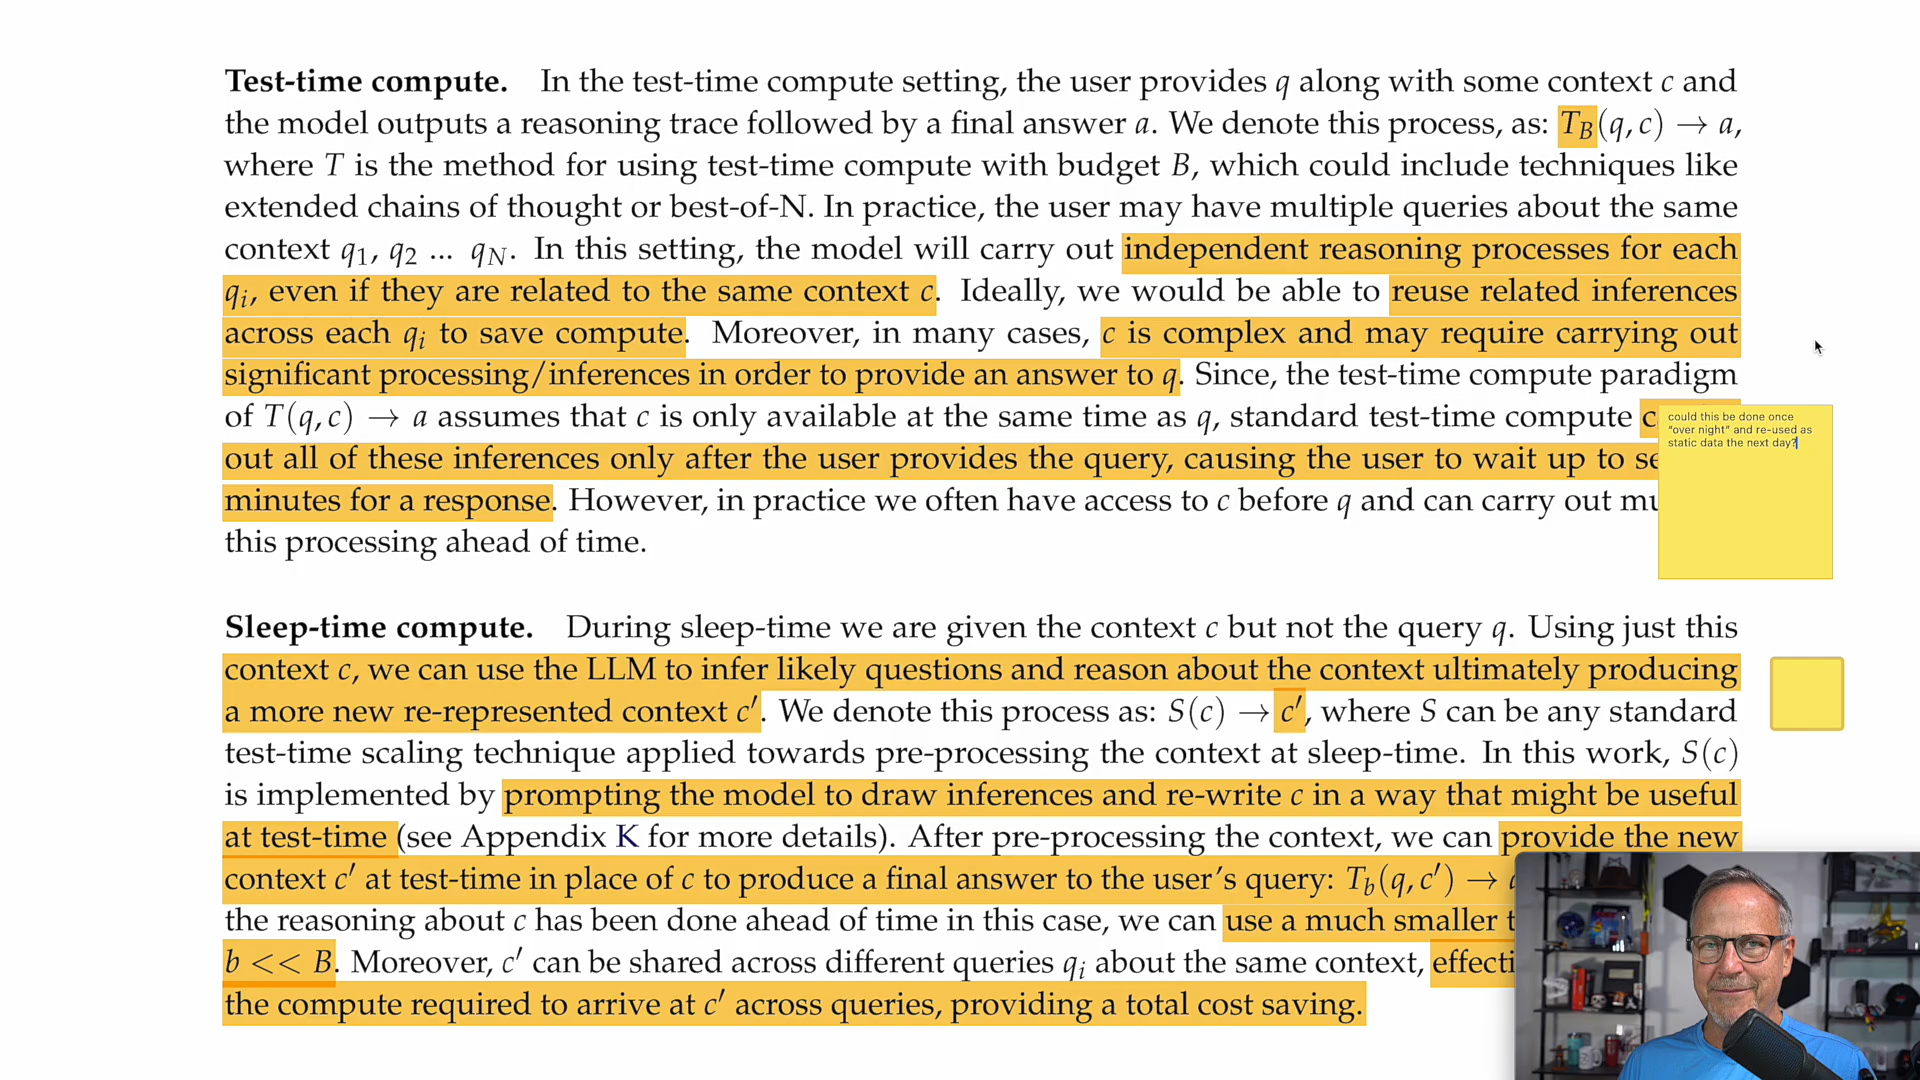 Test-time compute. In the test-time compute setting, the user provides q along with some context c and
the model outputs a reasoning trace followed by a final answer a. We denote this process, as: T_B(q, c) → a,
where T is the method for using test-time compute with budget B, which could include techniques like
extended chains of thought or best-of-N. In practice, the user may have multiple queries about the same
context q₁, q₂ ... q_N. In this setting, the model will carry out independent reasoning processes for each
q_i, even if they are related to the same context c. Ideally, we would be able to reuse related inferences
across each q_i to save compute. Moreover, in many cases, c is complex and may require carrying out
significant processing/inferences in order to provide an answer to q. Since, the test-time compute paradigm
of T(q, c) → a assumes that c is only available at the same time as q, standard test-time compute
out all of these inferences only after the user provides the query, causing the user to wait up to
minutes for a response. However, in practice we often have access to c before q and can carry out
this processing ahead of time.
could this be done once
"over night" and re-used as
static data the next day?
Sleep-time compute. During sleep-time we are given the context c but not the query q. Using just this
context c, we can use the LLM to infer likely questions and reason about the context ultimately producing
a more new re-represented context c′. We denote this process as: S(c) → c′, where S can be any standard
test-time scaling technique applied towards pre-processing the context at sleep-time. In this work, S(c)
is implemented by prompting the model to draw inferences and re-write c in a way that might be useful
at test-time (see Appendix K for more details). After pre-processing the context, we can provide the new
context c′ at test-time in place of c to produce a final answer to the user's query: T_b(q, c′) →
the reasoning about c has been done ahead of time in this case, we can use a much smaller
b << B. Moreover, c′ can be shared across different queries q_i about the same context,
the compute required to arrive at c′ across queries, providing a total cost saving.